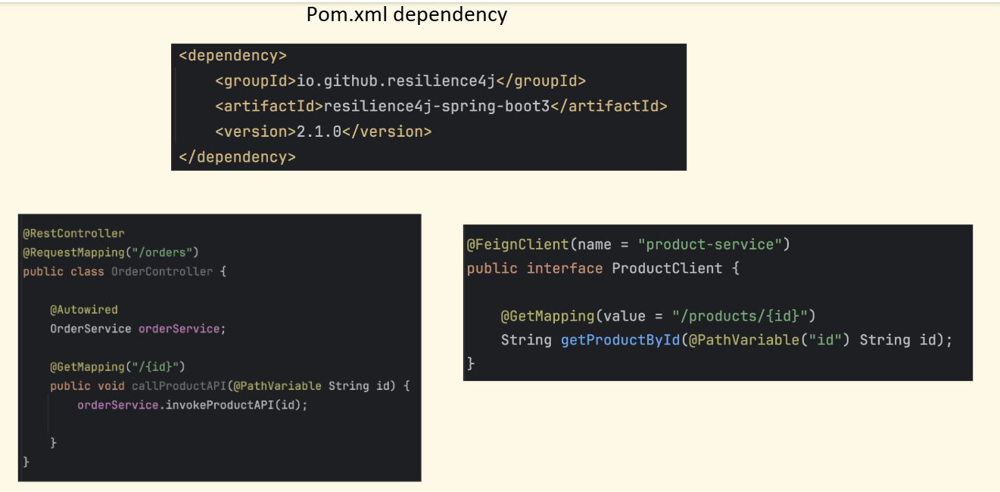 Pom.xml dependency
<dependency>
    <groupId>io.github.resilience4j</groupId>
    <artifactId>resilience4j-spring-boot3</artifactId>
    <version>2.1.0</version>
</dependency>
@RestController
@RequestMapping("/orders")
public class OrderController {
    @Autowired
    OrderService orderService;
    @GetMapping("/{id}")
    public void callProductAPI(@PathVariable String id) {
        orderService.invokeProductAPI(id);
    }
}
@FeignClient(name = "product-service")
public interface ProductClient {
    @GetMapping(value = "/products/{id}")
    String getProductById(@PathVariable("id") String id);
}